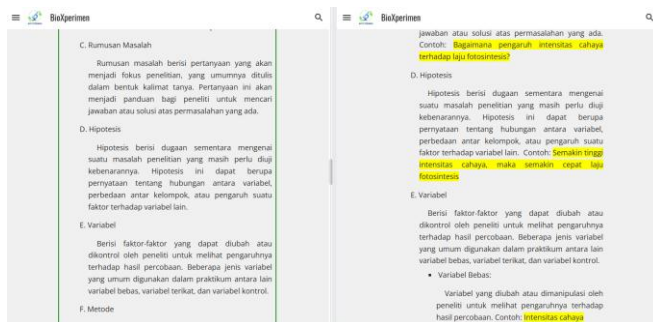 BioXperimen
C. Rumusan Masalah
Rumusan masalah berisi pertanyaan yang akan
menjadi fokus penelitian, yang umumnya ditulis
dalam bentuk kalimat tanya. Pertanyaan ini akan
menjadi panduan bagi peneliti untuk mencari
jawaban atau solusi atas permasalahan yang ada.
D. Hipotesis
Hipotesis berisi dugaan sementara mengenai
suatu masalah penelitian yang masih perlu diuji
kebenarannya. Hipotesis ini dapat berupa
pernyataan tentang hubungan antara variabel,
perbedaan antar kelompok, atau pengaruh suatu
faktor terhadap variabel lain.
E. Variabel
Berisi faktor-faktor yang dapat diubah atau
dikontrol oleh peneliti untuk melihat pengaruhnya
terhadap hasil percobaan. Beberapa jenis variabel
yang umum digunakan dalam praktikum antara lain
variabel bebas, variabel terikat, dan variabel kontrol.
F. Metode
BioXperimen
jawaban atau solusi atas permasalahan yang ada.
Contoh: Bagaimana pengaruh intensitas cahaya
terhadap laju fotosintesis?
D. Hipotesis
Hipotesis berisi dugaan sementara mengenai
suatu masalah penelitian yang masih perlu diuji
kebenarannya. Hipotesis ini dapat berupa
pernyataan tentang hubungan antara variabel,
perbedaan antar kelompok, atau pengaruh suatu
faktor terhadap variabel lain. Contoh: Semakin tinggi
intensitas cahaya, maka semakin cepat laju
fotosintesis
E. Variabel
Berisi faktor-faktor yang dapat diubah atau
dikontrol oleh peneliti untuk melihat pengaruhnya
terhadap hasil percobaan. Beberapa jenis variabel
yang umum digunakan dalam praktikum antara lain
variabel bebas, variabel terikat, dan variabel kontrol.
• Variabel Bebas:
Variabel yang diubah atau dimanipulasi oleh
peneliti untuk melihat pengaruhnya terhadap
hasil percobaan. Contoh: Intensitas cahaya